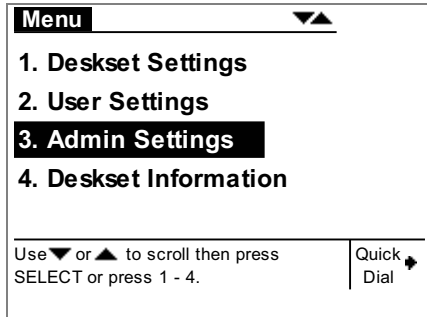 Menu ▼▲
1. Deskset Settings
2. User Settings
3. Admin Settings
4. Deskset Information
Use ▼ or ▲ to scroll then press
SELECT or press 1 - 4.
Quick
Dial